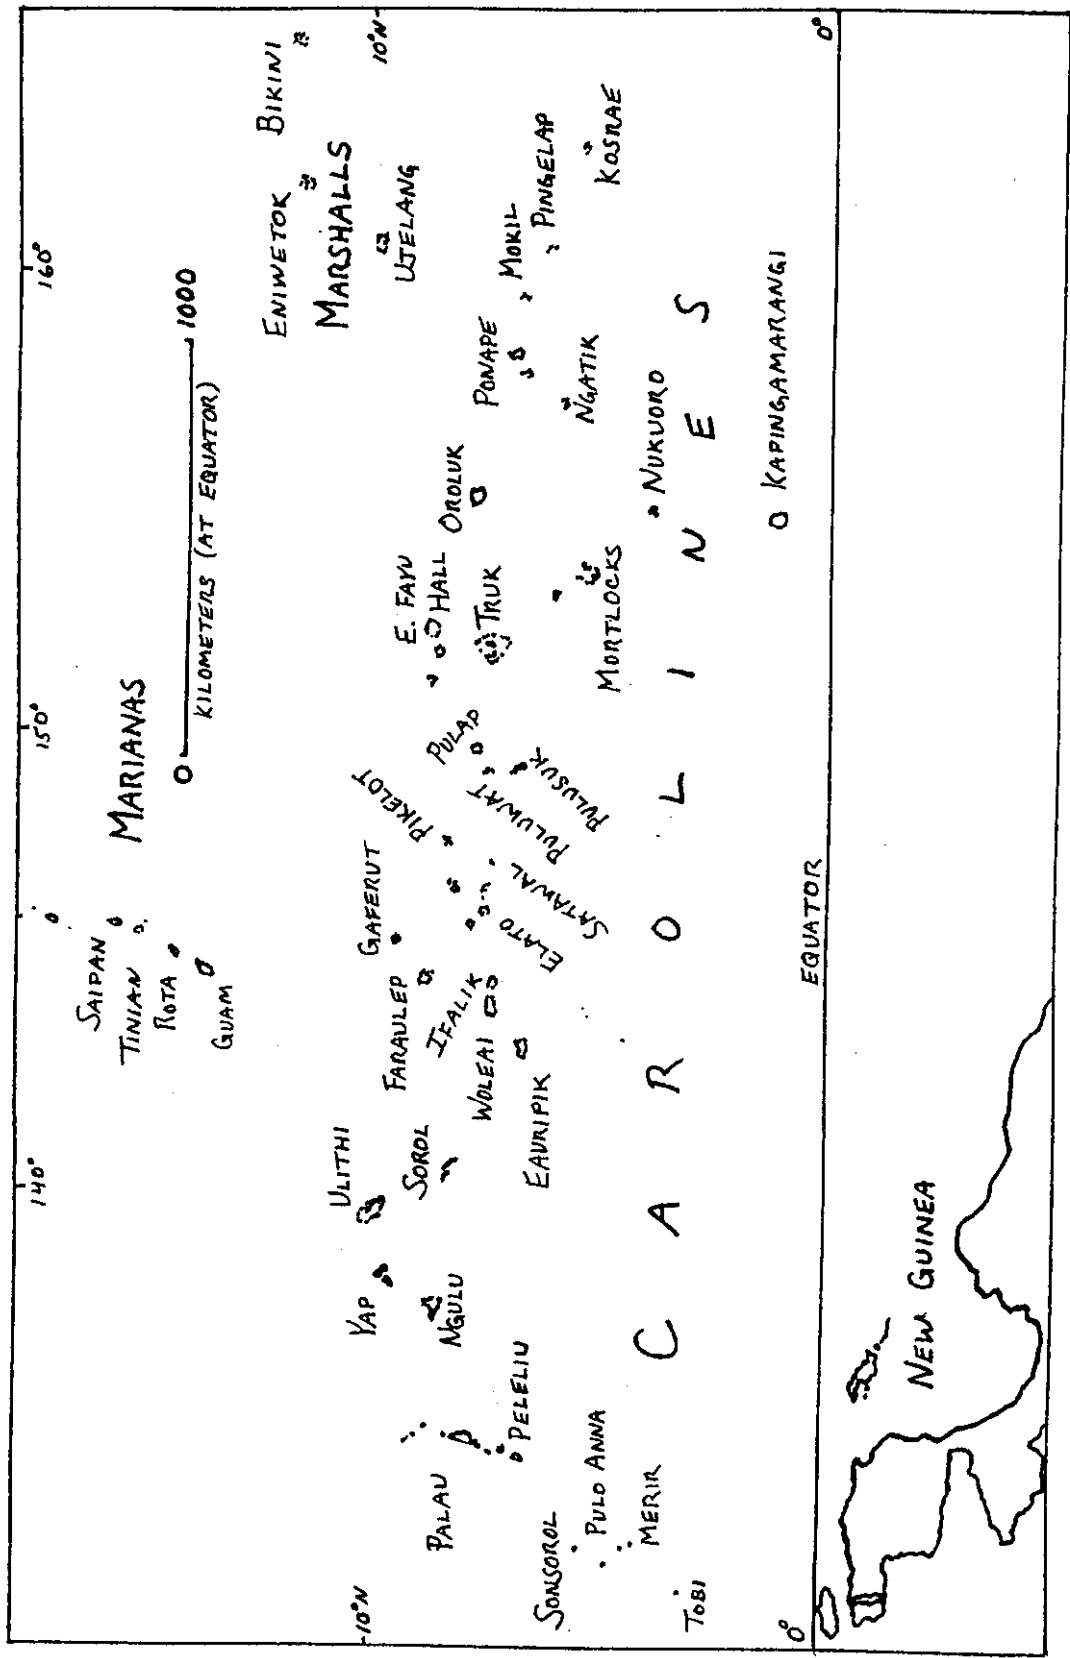 140°
150°
160°
SAIPAN
TINIAN
ROTA
GUAM
MARIANAS
0 1000
KILOMETERS (AT EQUATOR)
ENIWETOK
BIKINI
MARSHALLS
UJELANG
10°N
10°N
YAP
ULITHI
NGULU
SOROL
PALAU
PELELIU
FARAULEP
GAFERUT
IFALIK
WOLEAI
EAURIPIK
ELATO
SATAWAL
PIKELOT
PULAP
PULUWAT
PULUSUK
E. FAYU
HALL
TRUK
OROLUK
PONAPE
MOKIL
PINGELAP
KOSRAE
NGATIK
MORTLOCKS
NUKUORO
SONSOROL
PULO ANNA
MERIR
TOBI
CAROLINES
KAPINGAMARANGI
0°
EQUATOR
0°
NEW GUINEA